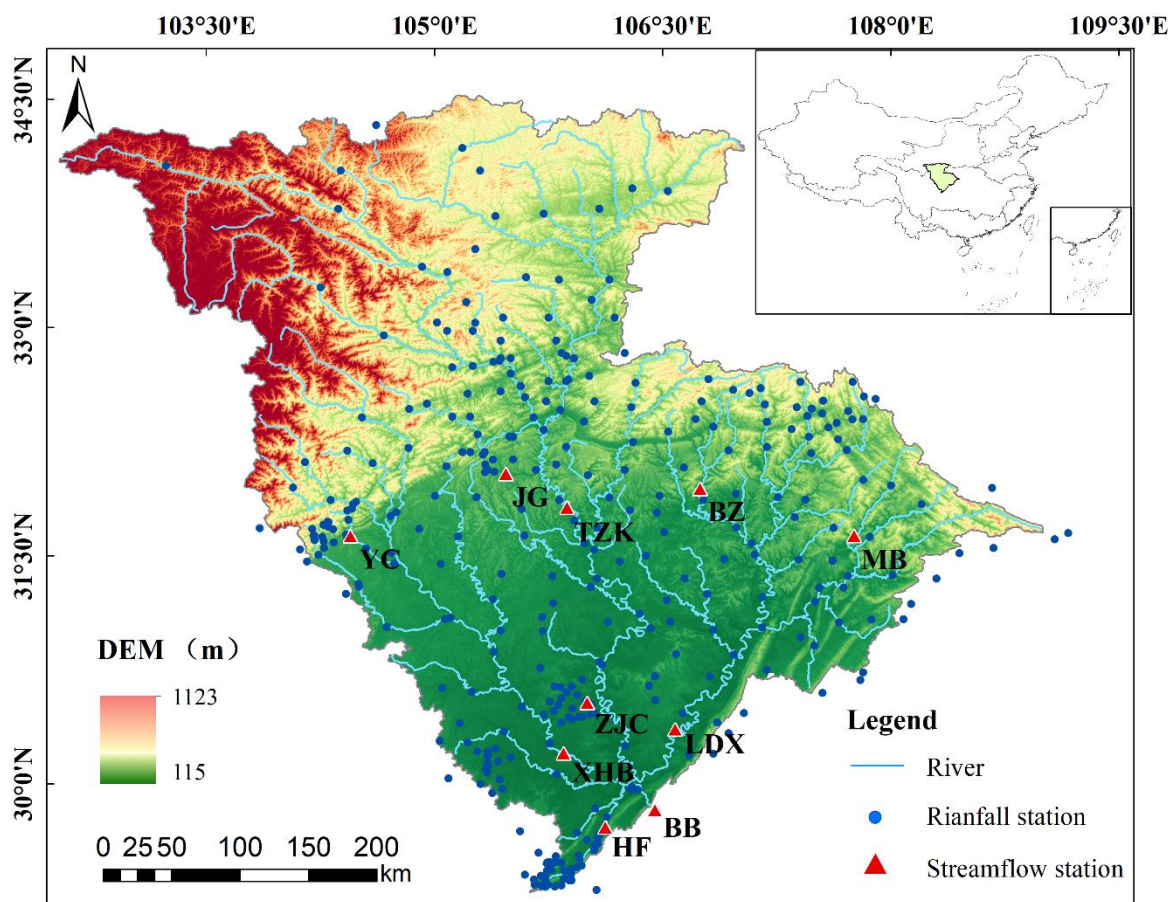 103°30'E 105°0'E 106°30'E 108°0'E 109°30'E
34°30'N
33°0'N
31°30'N
30°0'N
N
JG
TZK
BZ
YC
MB
ZJC
LDX
XHB
BB
HF
DEM （m）
1123
115
0 25 50 100 150 200
km
Legend
River
Rianfall station
Streamflow station